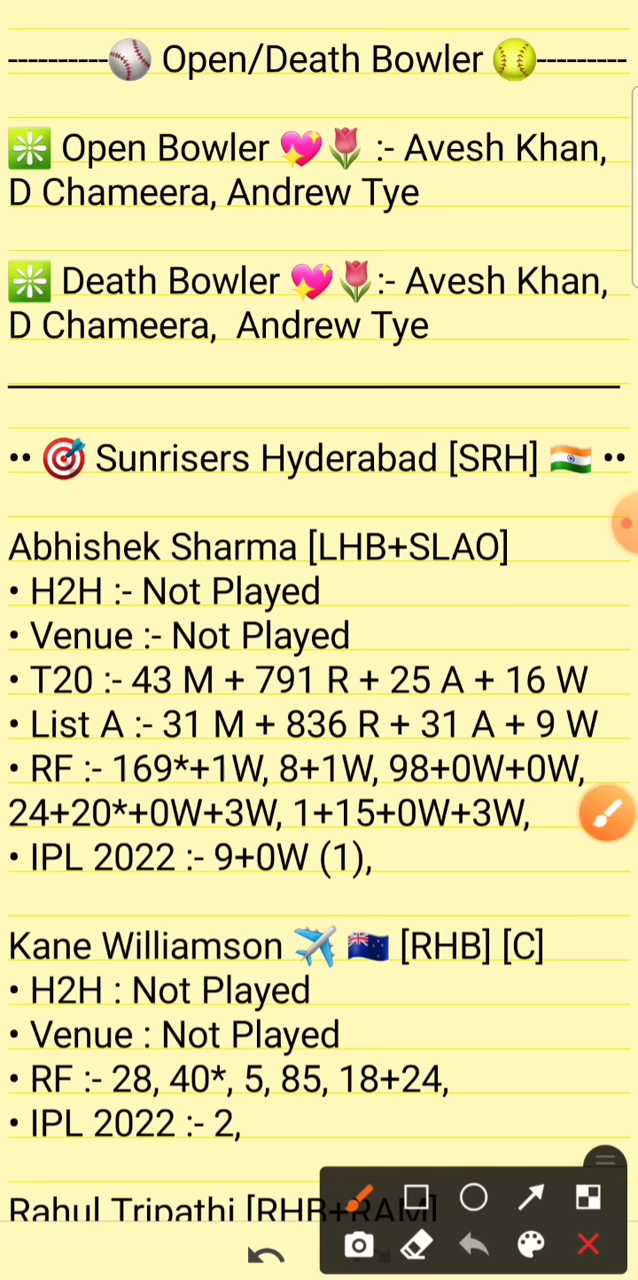 ----------⚾ Open/Death Bowler 🥎---------
❇️ Open Bowler 💖🌷 :- Avesh Khan,
D Chameera, Andrew Tye
❇️ Death Bowler 💖🌷:- Avesh Khan,
D Chameera,  Andrew Tye
•• 🎯 Sunrisers Hyderabad [SRH] 🇮🇳 ••
Abhishek Sharma [LHB+SLAO]
• H2H :- Not Played
• Venue :- Not Played
• T20 :- 43 M + 791 R + 25 A + 16 W
• List A :- 31 M + 836 R + 31 A + 9 W
• RF :- 169*+1W, 8+1W, 98+0W+0W,
24+20*+0W+3W, 1+15+0W+3W,
• IPL 2022 :- 9+0W (1),
Kane Williamson ✈️ 🇳🇿 [RHB] [C]
• H2H : Not Played
• Venue : Not Played
• RF :- 28, 40*, 5, 85, 18+24,
• IPL 2022 :- 2,
Rahul Tripathi [RHB+RAM]